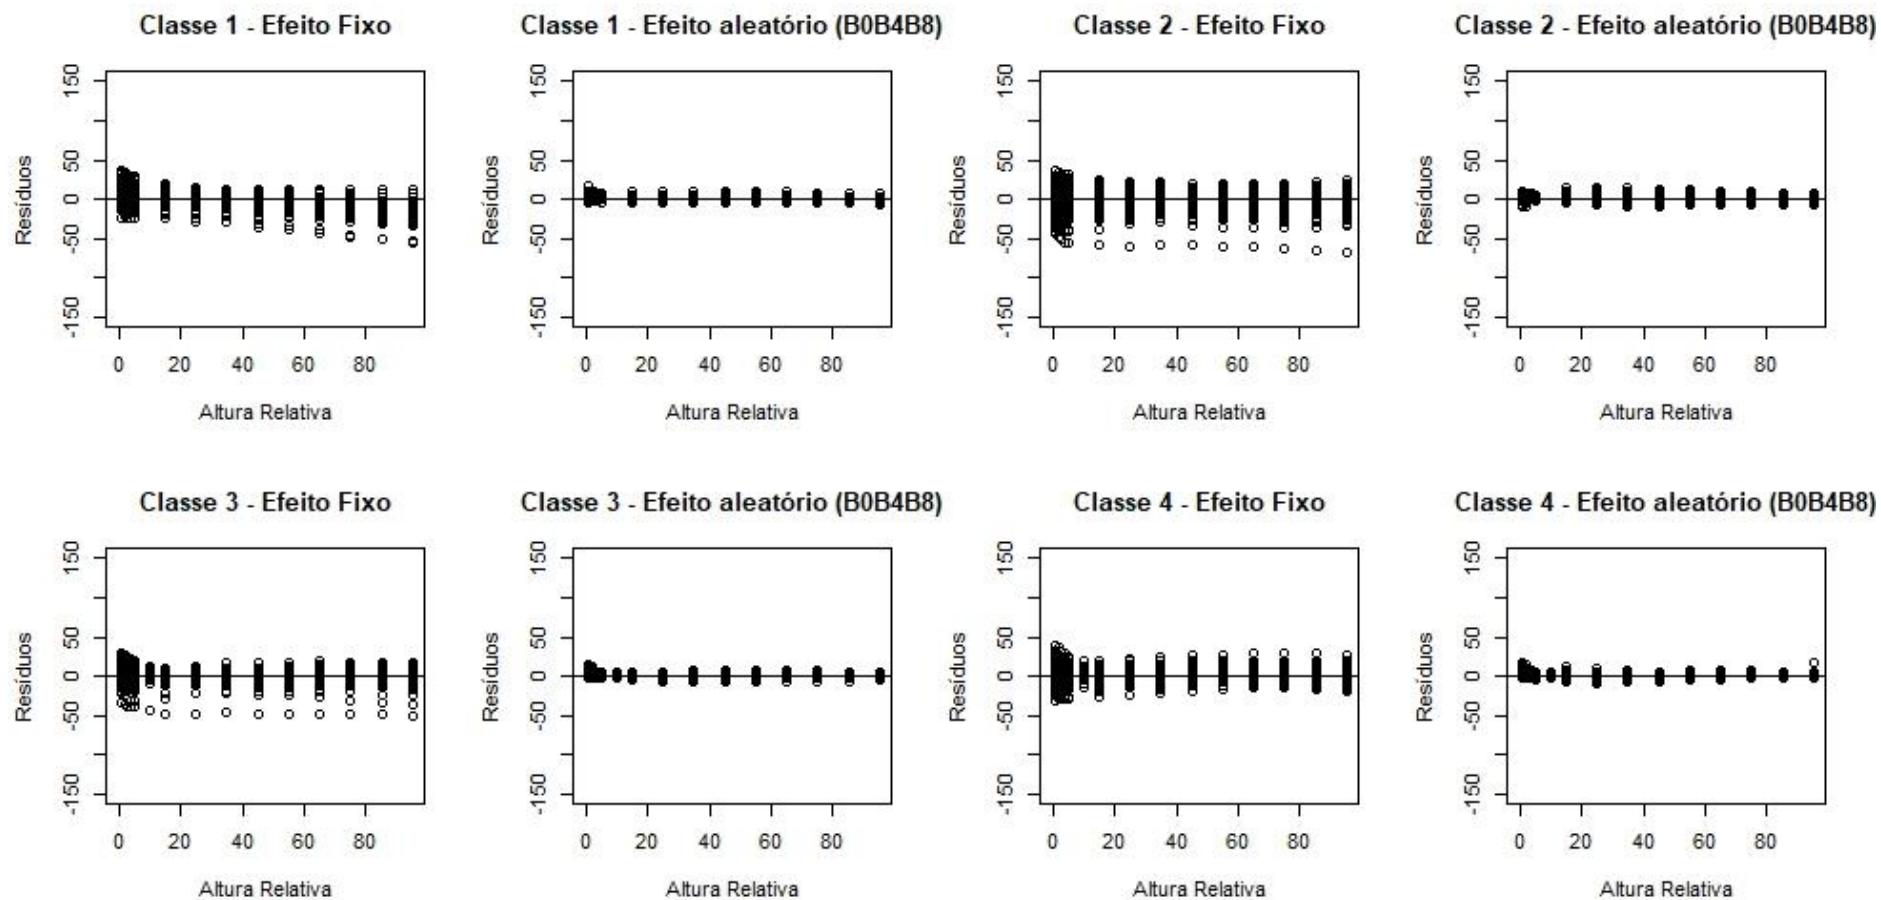 Classe 1 - Efeito Fixo
150
50
0
-50
-150
Resíduos
0 20 40 60 80
Altura Relativa
Classe 1 - Efeito aleatório (B0B4B8)
150
50
0
-50
-150
Resíduos
0 20 40 60 80
Altura Relativa
Classe 2 - Efeito Fixo
150
50
0
-50
-150
Resíduos
0 20 40 60 80
Altura Relativa
Classe 2 - Efeito aleatório (B0B4B8)
150
50
0
-50
-150
Resíduos
0 20 40 60 80
Altura Relativa
Classe 3 - Efeito Fixo
150
50
0
-50
-150
Resíduos
0 20 40 60 80
Altura Relativa
Classe 3 - Efeito aleatório (B0B4B8)
150
50
0
-50
-150
Resíduos
0 20 40 60 80
Altura Relativa
Classe 4 - Efeito Fixo
150
50
0
-50
-150
Resíduos
0 20 40 60 80
Altura Relativa
Classe 4 - Efeito aleatório (B0B4B8)
150
50
0
-50
-150
Resíduos
0 20 40 60 80
Altura Relativa